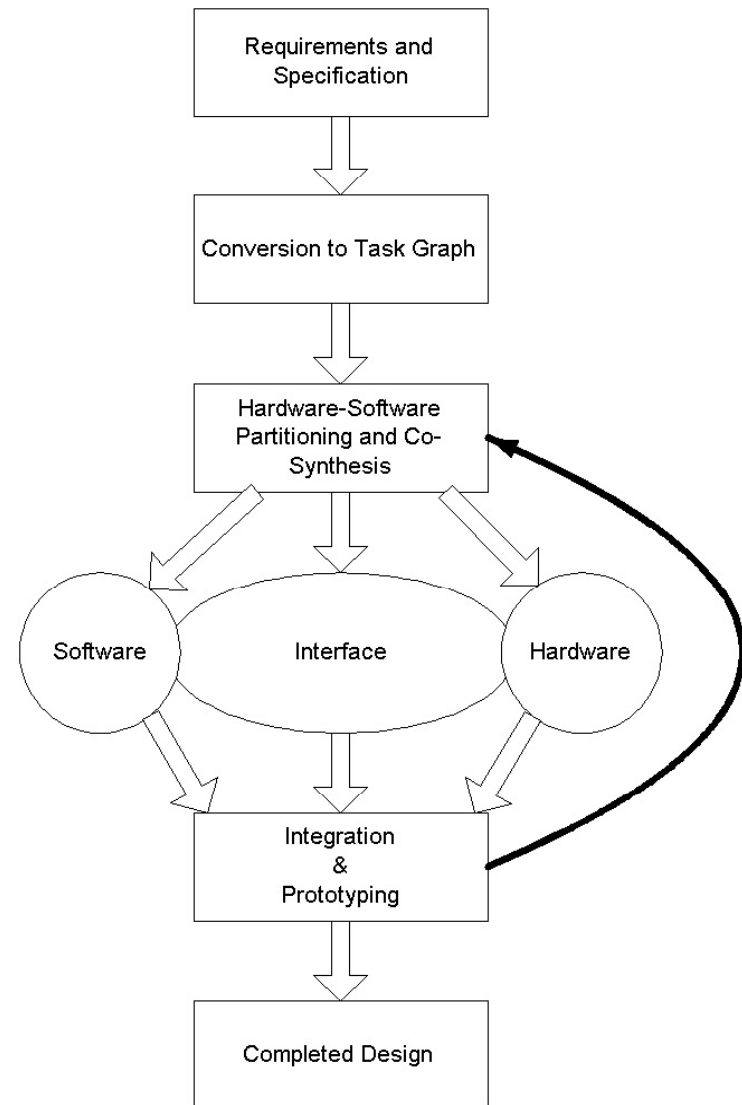 Requirements and
Specification
Conversion to Task Graph
Hardware-Software
Partitioning and Co-
Synthesis
Software
Interface
Hardware
Integration
&
Prototyping
Completed Design